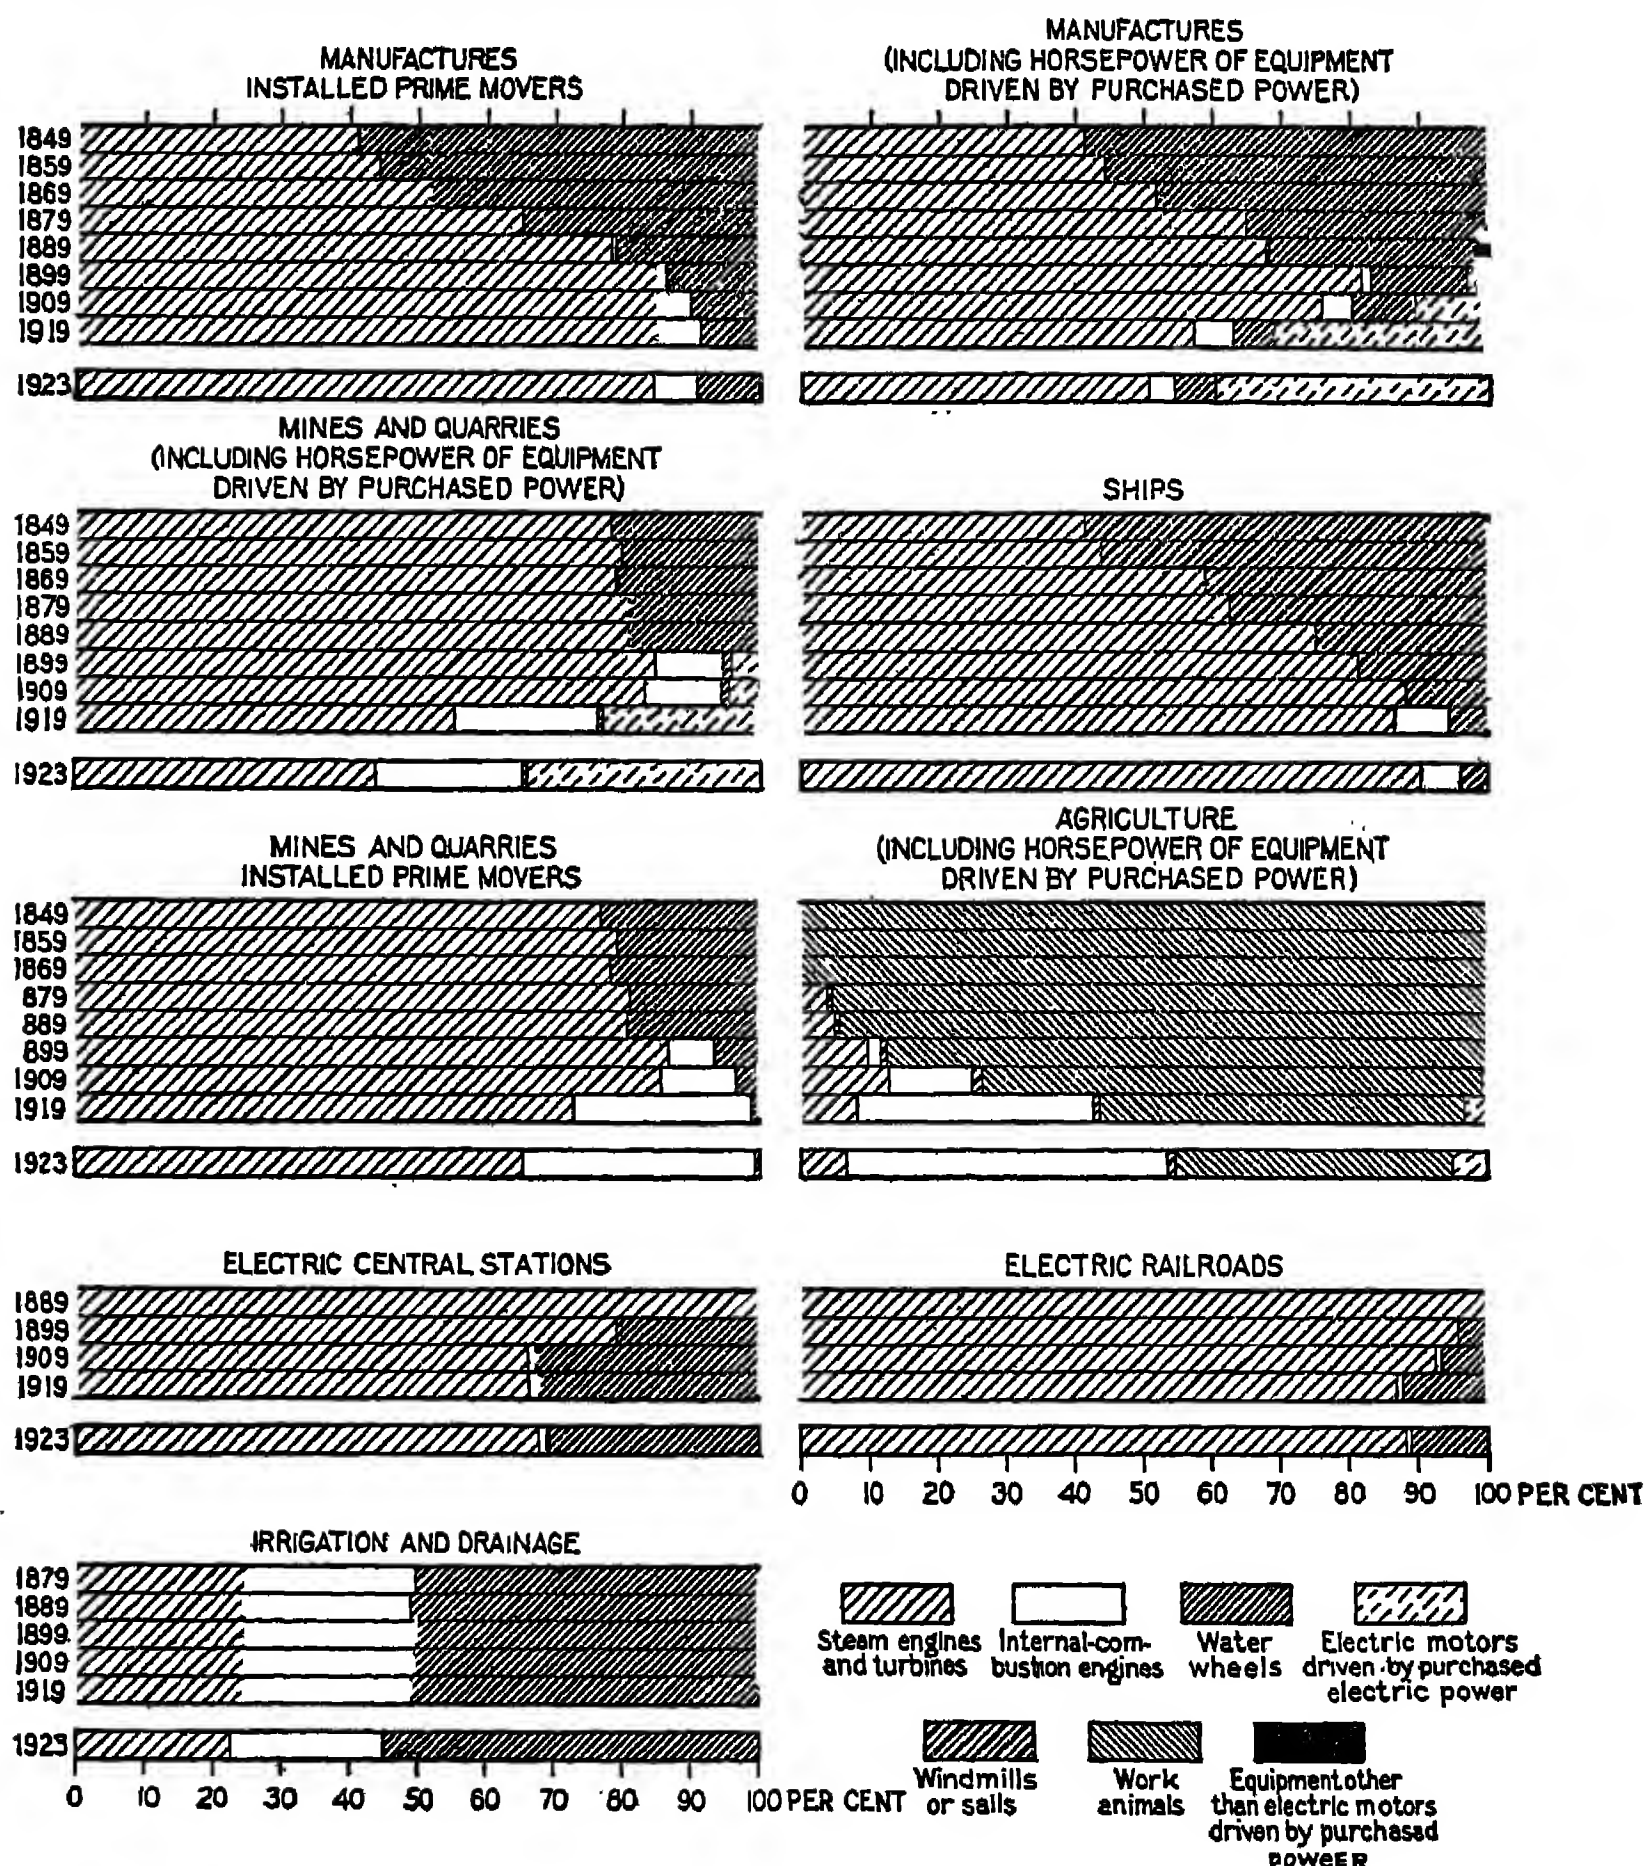 MANUFACTURES
INSTALLED PRIME MOVERS
1849
1859
1869
1879
1889
1899
1909
1919
1923
MANUFACTURES
(INCLUDING HORSEPOWER OF EQUIPMENT
DRIVEN BY PURCHASED POWER)
MINES AND QUARRIES
(INCLUDING HORSEPOWER OF EQUIPMENT
DRIVEN BY PURCHASED POWER)
1849
1859
1869
1879
1889
1899
1909
1919
1923
SHIPS
MINES AND QUARRIES
INSTALLED PRIME MOVERS
1849
1859
1869
879
889
899
1909
1919
1923
AGRICULTURE
(INCLUDING HORSEPOWER OF EQUIPMENT
DRIVEN BY PURCHASED POWER)
ELECTRIC CENTRAL STATIONS
1889
1899
1909
1919
1923
ELECTRIC RAILROADS
0 10 20 30 40 50 60 70 80 90 100 PER CENT
IRRIGATION AND DRAINAGE
1879
1889
1899
1909
1919
1923
0 10 20 30 40 50 60 70 80 90 100 PER CENT
Steam engines
and turbines
Internal-com-
bustion engines
Water
wheels
Electric motors
driven by purchased
electric power
Windmills
or sails
Work
animals
Equipment other
than electric motors
driven by purchased
POWEER